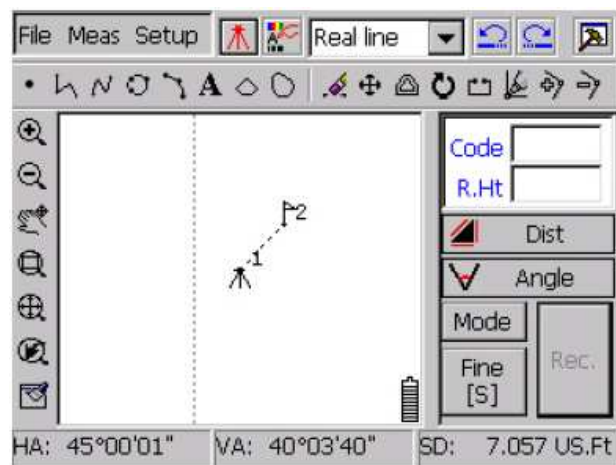 File Meas Setup Real line
A
Code
R.Ht
2
1
Dist
Angle
Mode
Fine
[S]
Rec.
HA: 45°00'01" VA: 40°03'40" SD: 7.057 US.Ft